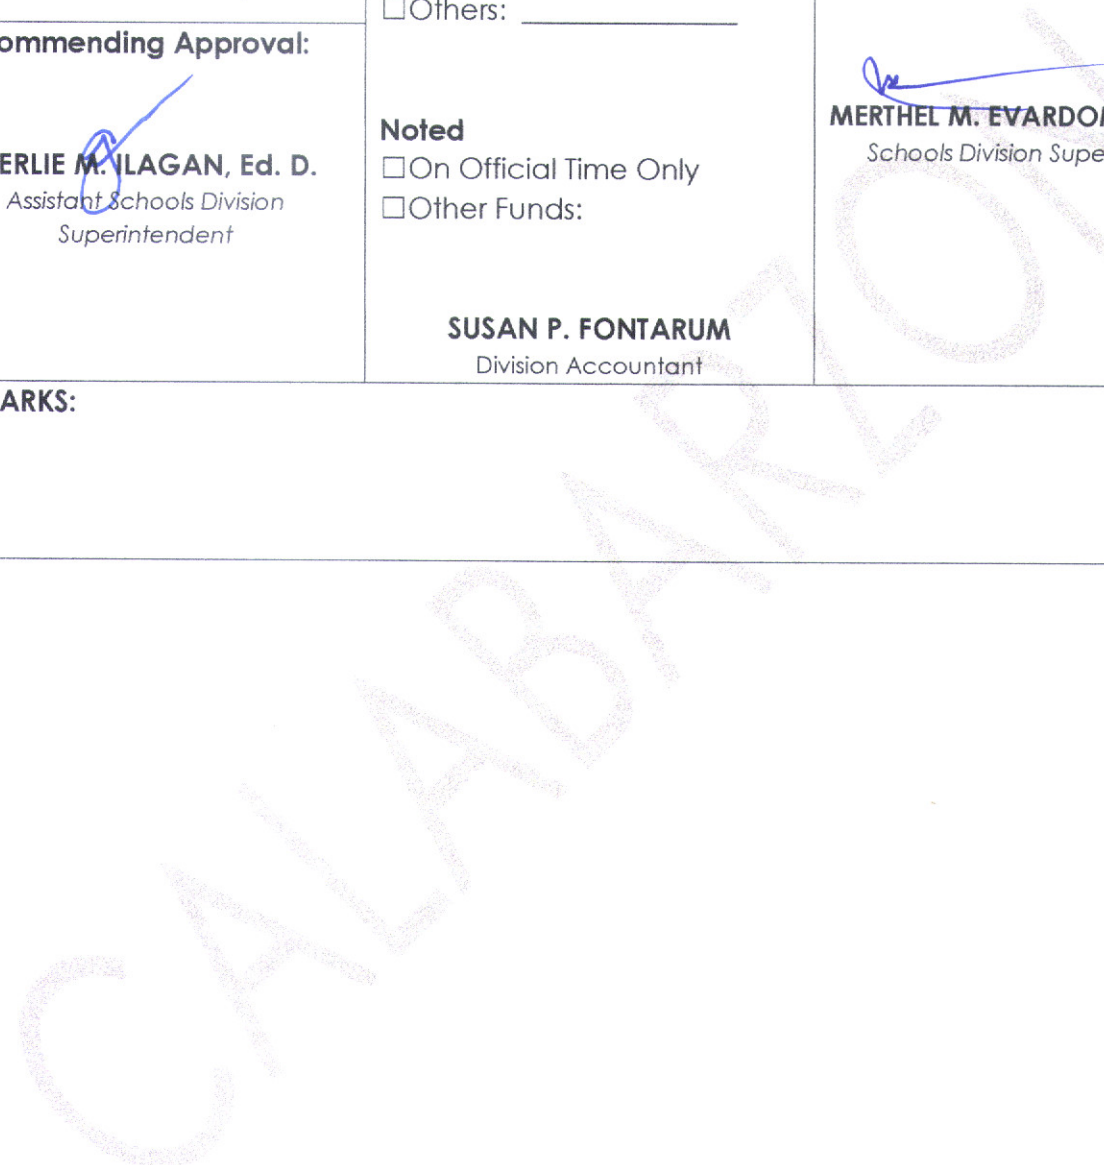 ommending Approval:
ERLIE M. ILAGAN, Ed. D.
Assistant Schools Division
Superintendent
☐Others: ____________
Noted
☐On Official Time Only
☐Other Funds:
SUSAN P. FONTARUM
Division Accountant
MERTHEL M. EVARDO
Schools Division Supe
ARKS:
CALABARZON